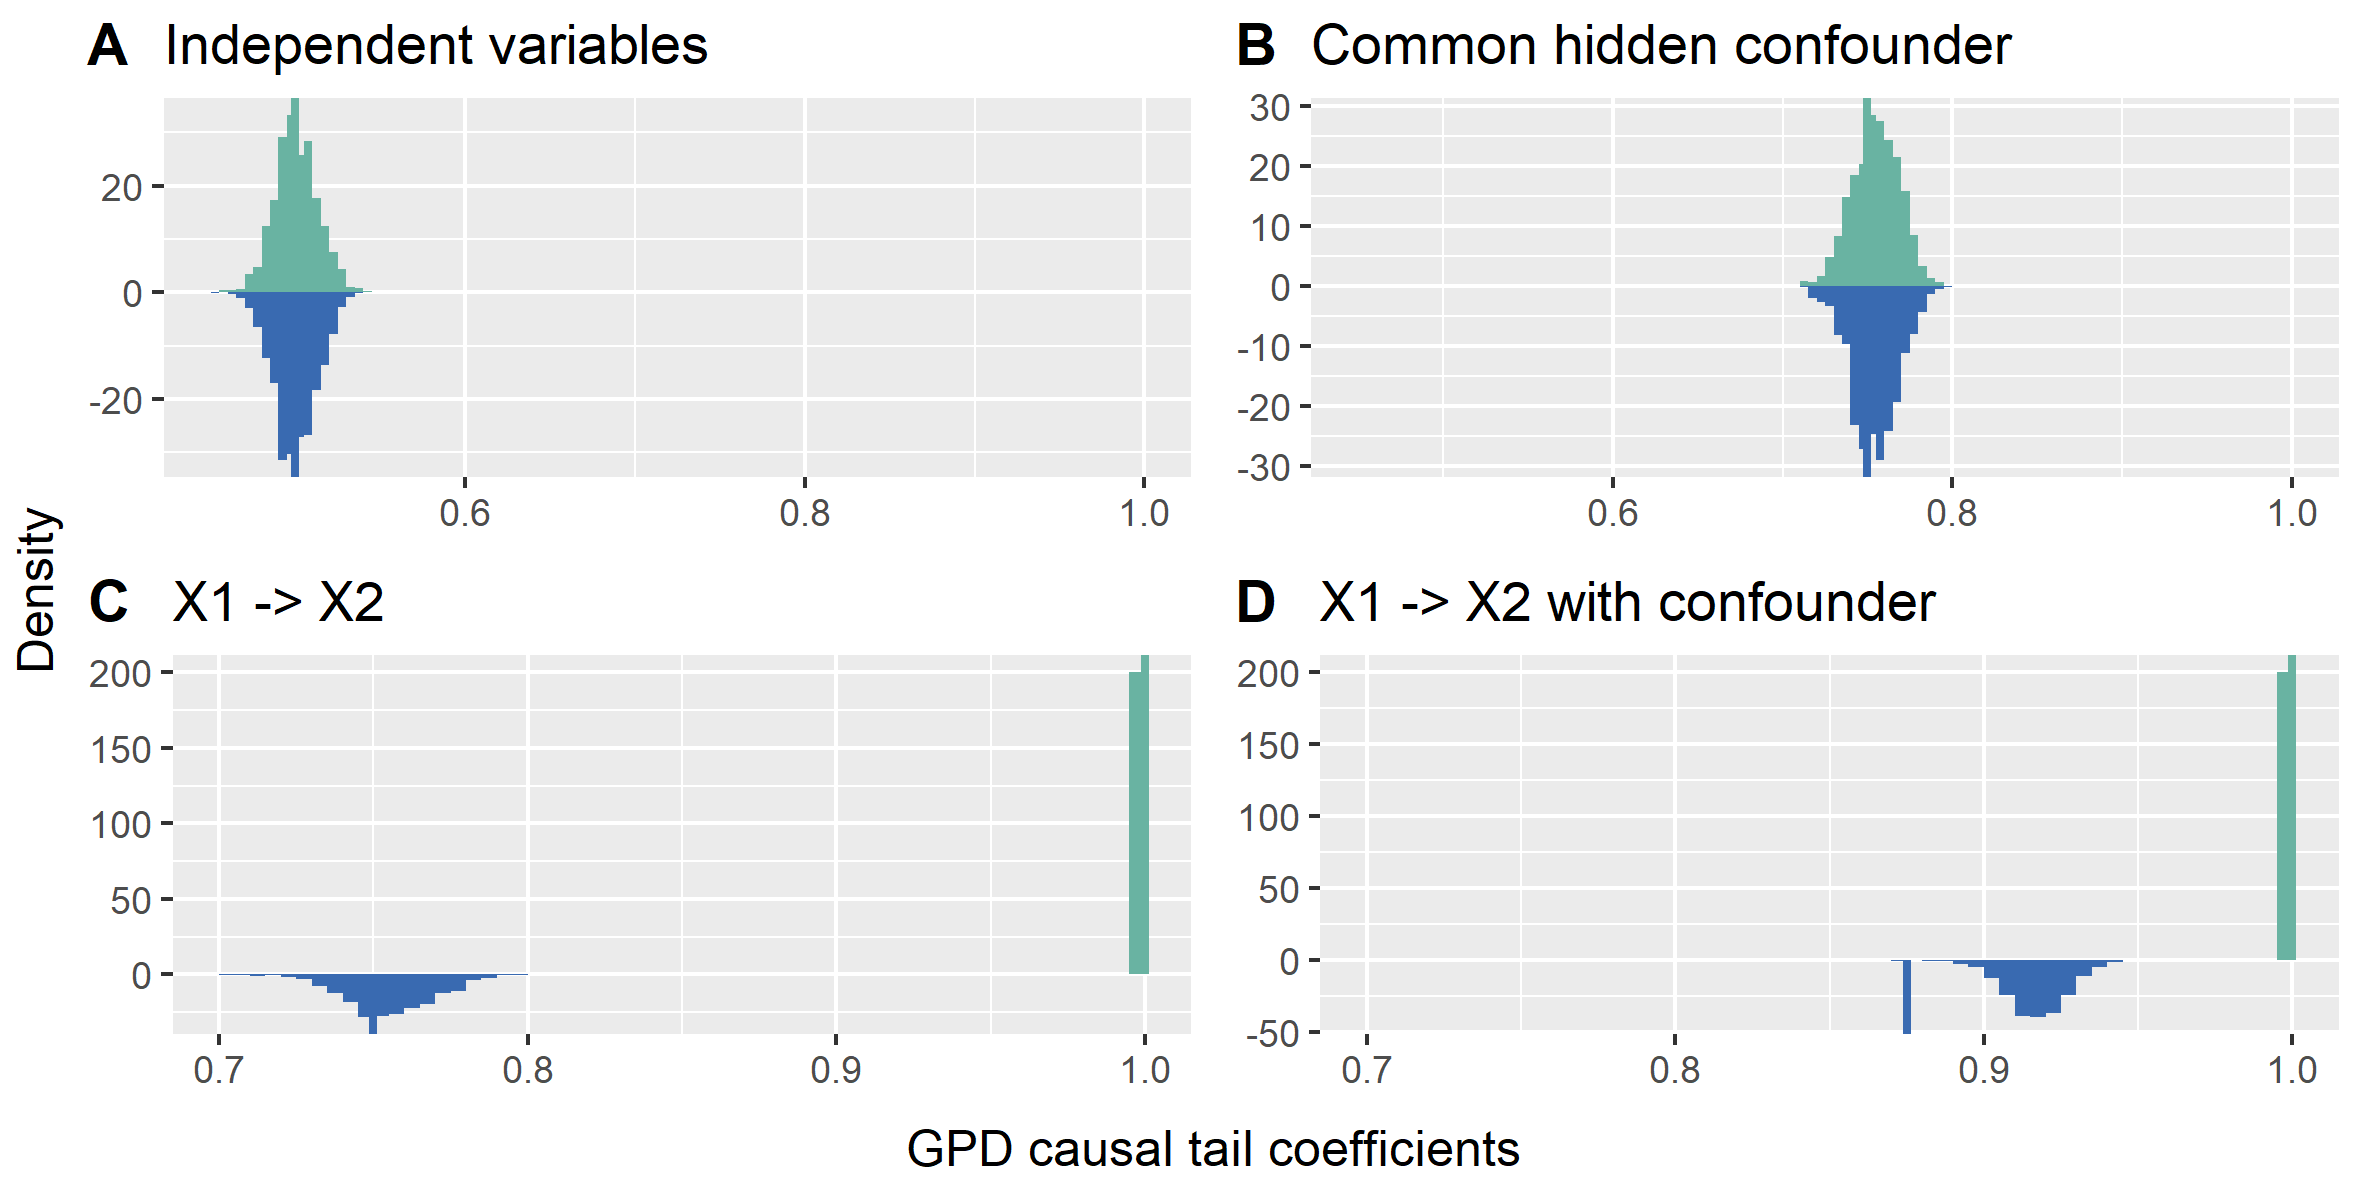 A Independent variables
20
0
-20
0.6 0.8 1.0
B Common hidden confounder
30
20
10
0
-10
-20
-30
0.6 0.8 1.0
Density
C X1 -> X2
200
150
100
50
0
0.7 0.8 0.9 1.0
D X1 -> X2 with confounder
200
150
100
50
0
-50
0.7 0.8 0.9 1.0
GPD causal tail coefficients